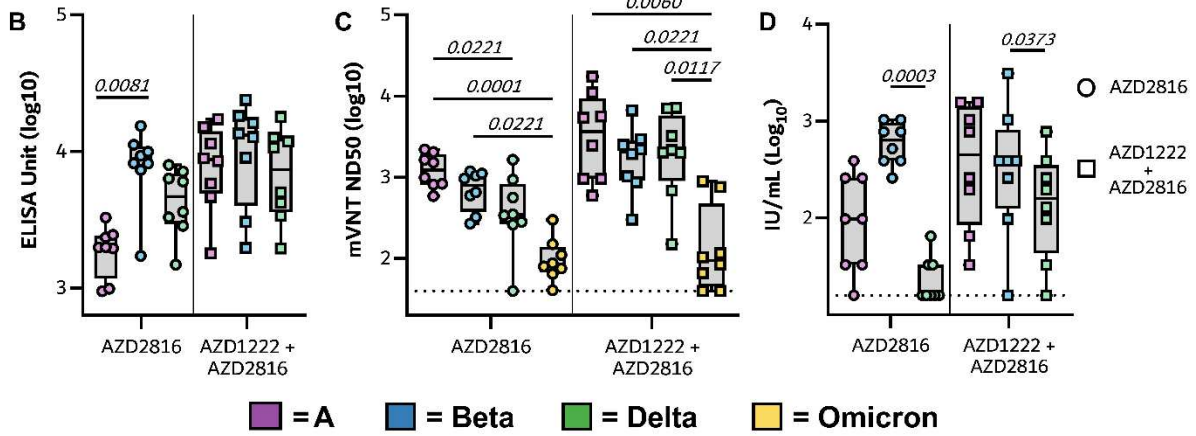 B
ELISA Unit (log10)
5
4
3
0.0081
AZD2816
AZD1222 +
AZD2816
C
mVNT ND50 (log10)
5
4
3
2
0.0060
0.0221
0.0221
0.0117
0.0001
0.0221
AZD2816
AZD1222 +
AZD2816
D
IU/mL (Log10)
4
3
2
0.0373
0.0003
AZD2816
AZD1222 +
AZD2816
AZD2816
AZD1222
+
AZD2816
= A = Beta = Delta = Omicron